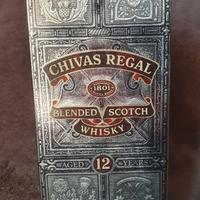 CHIVAS REGAL
1801
BLENDED SCOTCH
WHISKY
AGED 12 YEARS